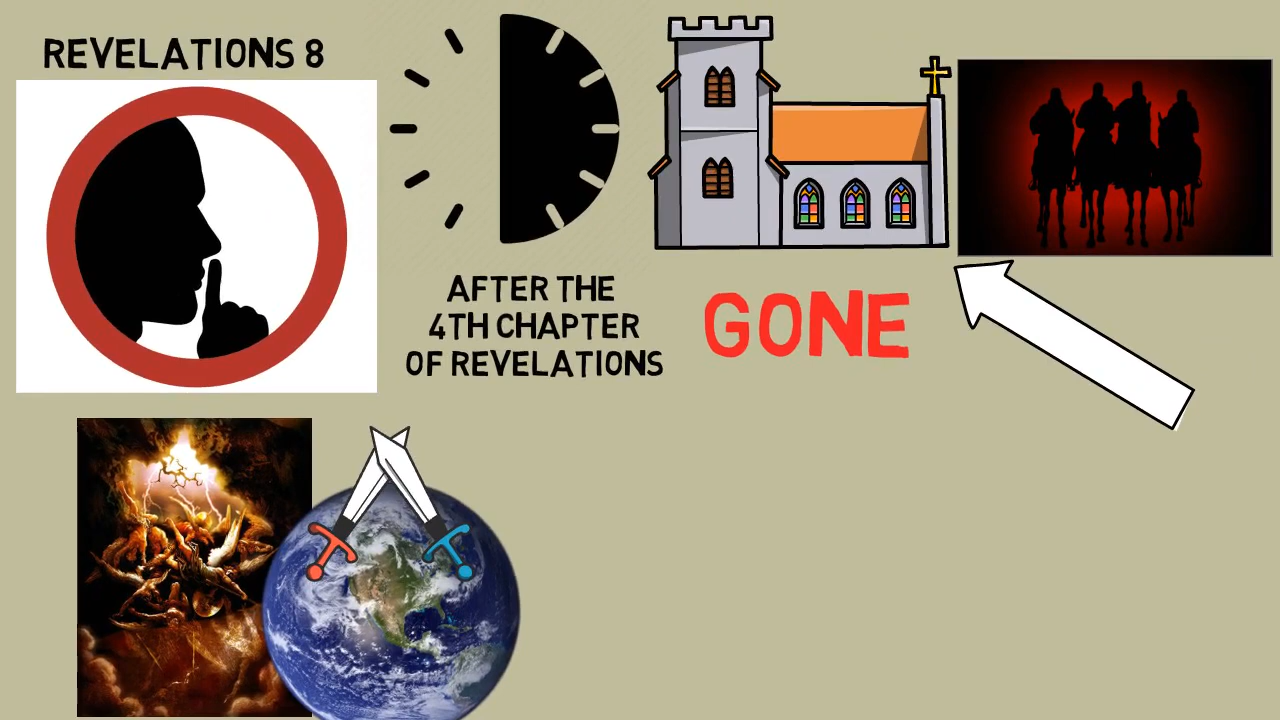 REVELATIONS 8
AFTER THE
4TH CHAPTER
OF REVELATIONS
GONE